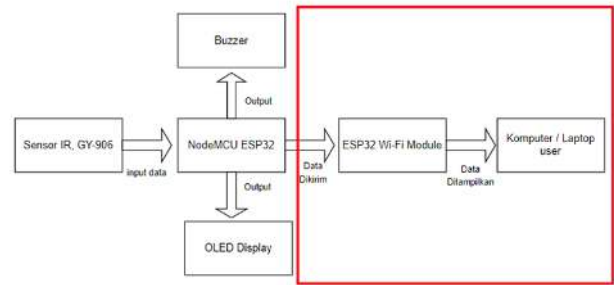 Buzzer
Output
Sensor IR, GY-906
input data
NodeMCU ESP32
Data
Dikirim
ESP32 Wi-Fi Module
Data
Ditampilkan
Komputer / Laptop
user
Output
OLED Display